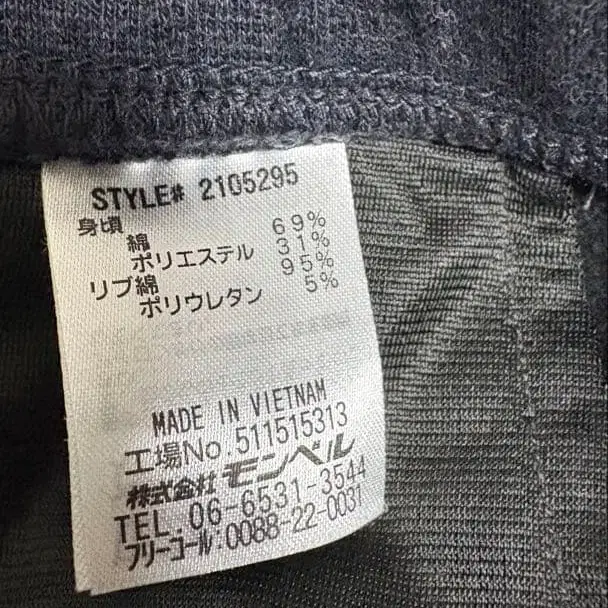 STYLE# 2105295
身頃
綿 69%
ポリエステル 31%
リブ綿 95%
ポリウレタン 5%
MADE IN VIETNAM
工場No.511515313
株式会社モンベル
TEL.06-6531-3544
フリーコール:0088-22-0031